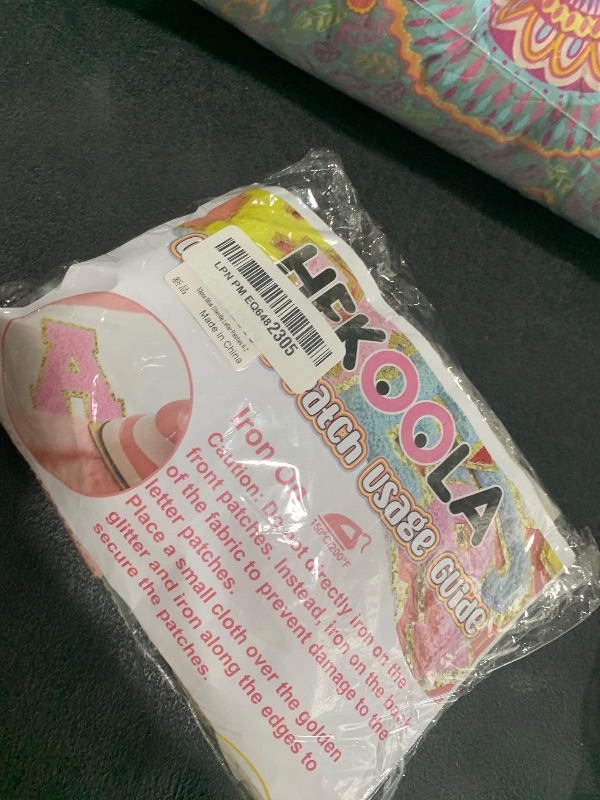 HEKOOLA
Patch Usage Guide
LPN PM EQ6482305
新品
Made in China
Iron On
150°C/200°F
Caution: Do not directly iron on the
front patches. Instead, iron on the back
of the fabric to prevent damage to the
letter patches.
Place a small cloth over the golden
glitter and iron along the edges to
secure the patches.
A